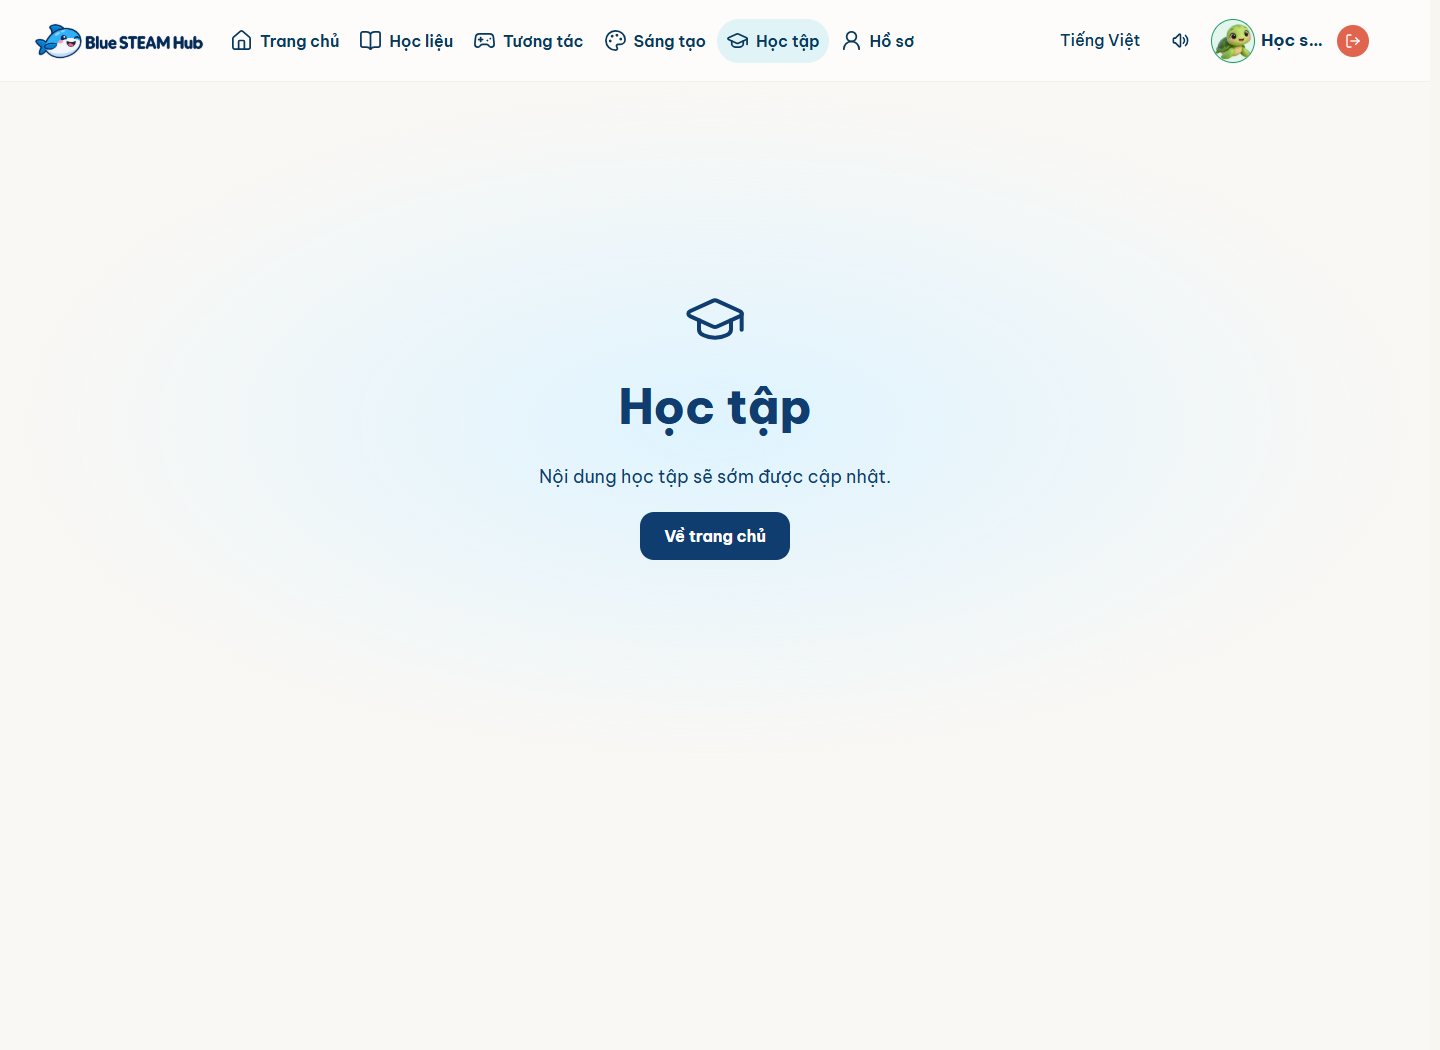 Blue STEAM Hub
Trang chủ
Học liệu
Tương tác
Sáng tạo
Học tập
Hồ sơ
Tiếng Việt
Học s...
Học tập
Nội dung học tập sẽ sớm được cập nhật.
Về trang chủ